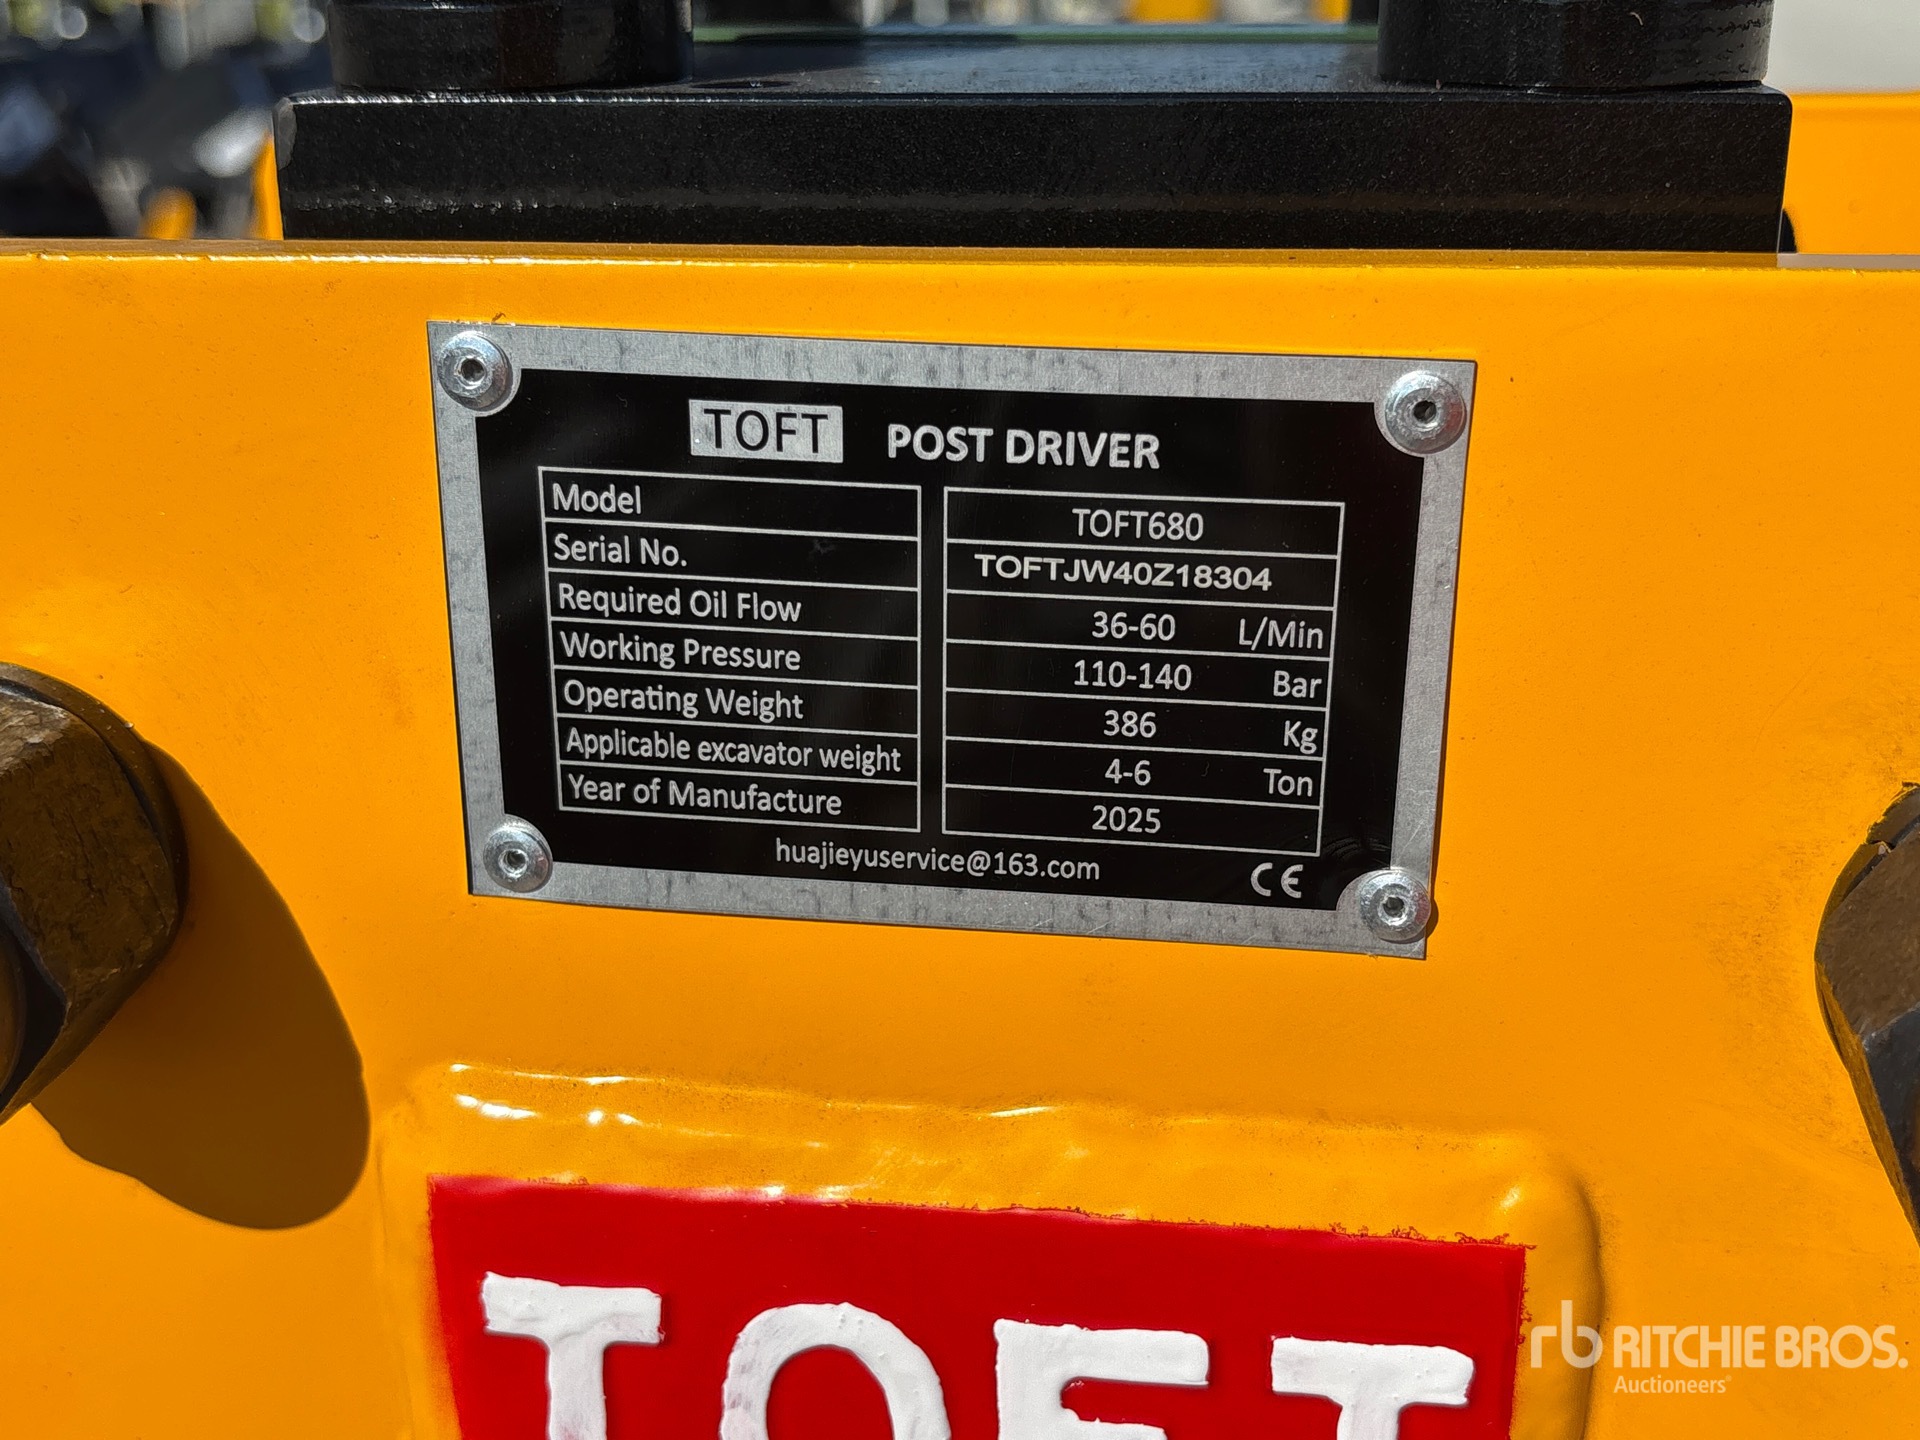 TOFT POST DRIVER
Model TOFT680
Serial No. TOFTJW40Z18304
Required Oil Flow 36-60 L/Min
Working Pressure 110-140 Bar
Operating Weight 386 Kg
Applicable excavator weight 4-6 Ton
Year of Manufacture 2025
huajieyuservice@163.com CE
TOFT
rb RITCHIE BROS.
Auctioneers